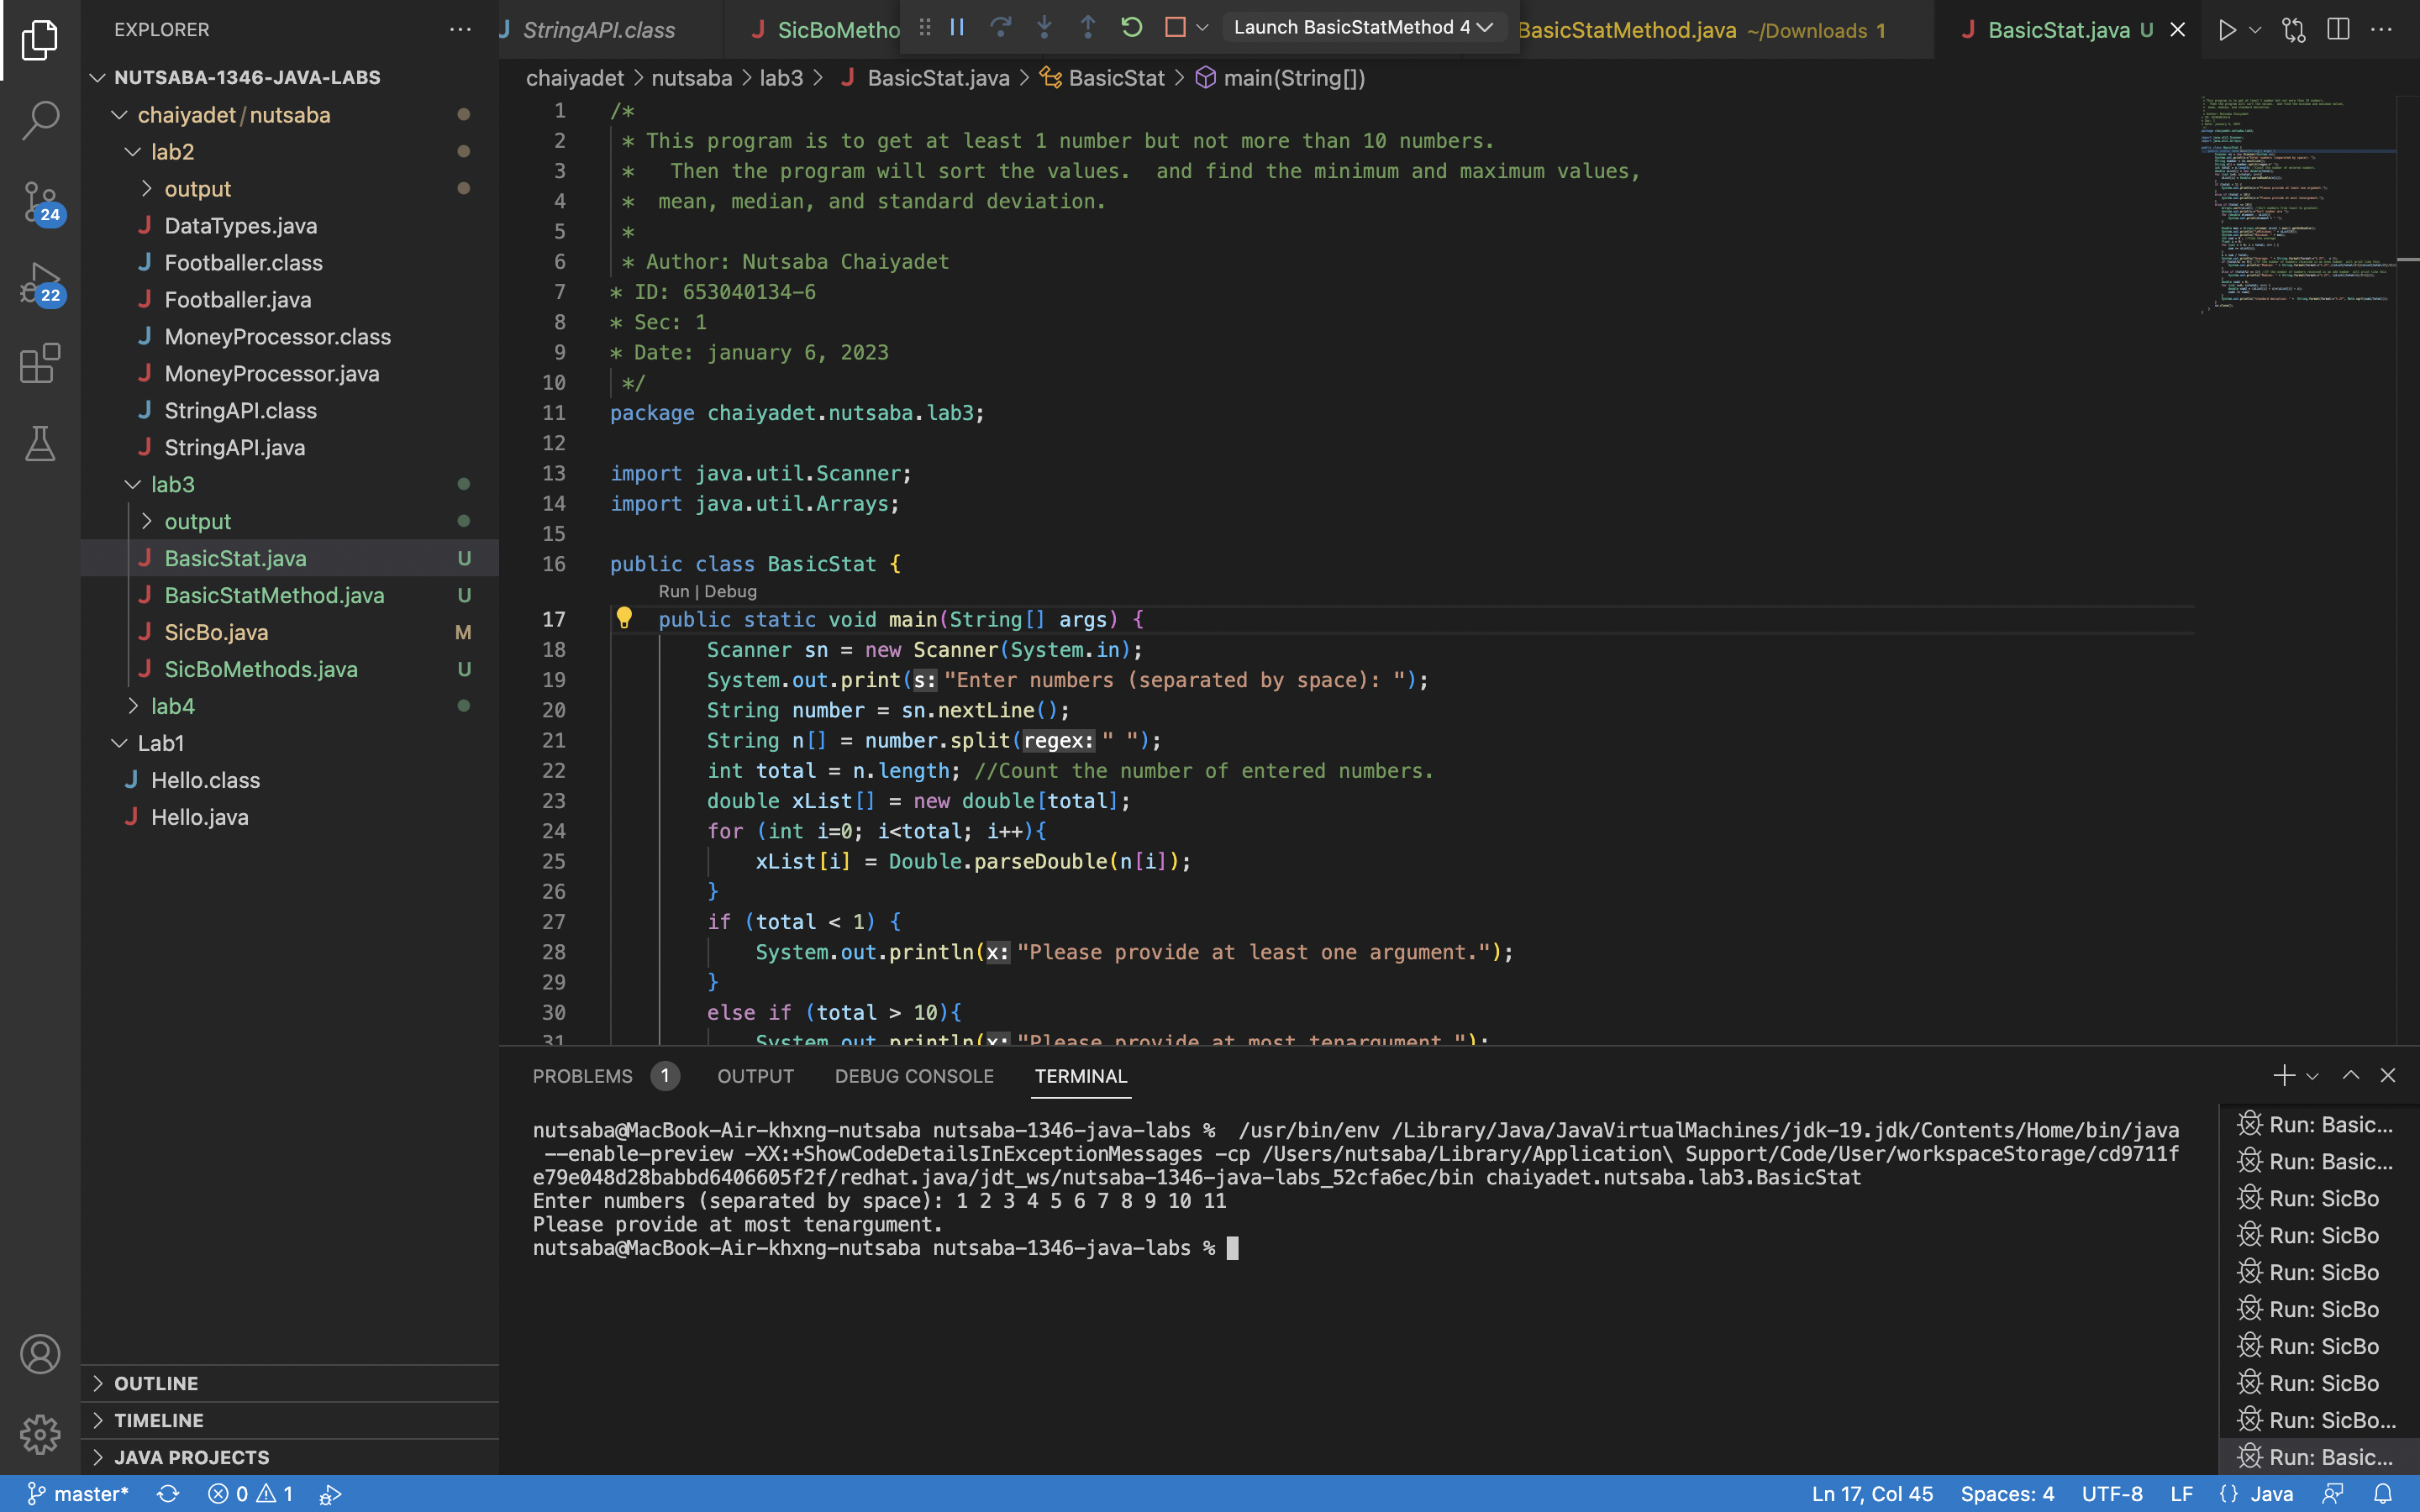 EXPLORER
NUTSABA-1346-JAVA-LABS
chaiyadet/nutsaba
lab2
output
DataTypes.java
Footballer.class
Footballer.java
MoneyProcessor.class
MoneyProcessor.java
StringAPI.class
StringAPI.java
lab3
output
BasicStat.java U
BasicStatMethod.java U
SicBo.java M
SicBoMethods.java U
lab4
Lab1
Hello.class
Hello.java
OUTLINE
TIMELINE
JAVA PROJECTS
24
22
StringAPI.class
SicBoMetho
Launch BasicStatMethod 4
BasicStatMethod.java ~/Downloads 1
BasicStat.java U
chaiyadet > nutsaba > lab3 > BasicStat.java > BasicStat > main(String[])
1 /*
2 * This program is to get at least 1 number but not more than 10 numbers.
3 *   Then the program will sort the values.  and find the minimum and maximum values,
4 *  mean, median, and standard deviation.
5 *
6 * Author: Nutsaba Chaiyadet
7 * ID: 653040134-6
8 * Sec: 1
9 * Date: january 6, 2023
10 */
11 package chaiyadet.nutsaba.lab3;
12
13 import java.util.Scanner;
14 import java.util.Arrays;
15
16 public class BasicStat {
Run | Debug
17 public static void main(String[] args) {
18 Scanner sn = new Scanner(System.in);
19 System.out.print(s: "Enter numbers (separated by space): ");
20 String number = sn.nextLine();
21 String n[] = number.split(regex: " ");
22 int total = n.length; //Count the number of entered numbers.
23 double xList[] = new double[total];
24 for (int i=0; i<total; i++){
25 xList[i] = Double.parseDouble(n[i]);
26 }
27 if (total < 1) {
28 System.out.println(x: "Please provide at least one argument.");
29 }
30 else if (total > 10){
31 System.out.println(x: "Please provide at most tenargument.");
PROBLEMS 1 OUTPUT DEBUG CONSOLE TERMINAL
nutsaba@MacBook-Air-khxng-nutsaba nutsaba-1346-java-labs %  /usr/bin/env /Library/Java/JavaVirtualMachines/jdk-19.jdk/Contents/Home/bin/java
 --enable-preview -XX:+ShowCodeDetailsInExceptionMessages -cp /Users/nutsaba/Library/Application\ Support/Code/User/workspaceStorage/cd9711f
e79e048d28babbd6406605f2f/redhat.java/jdt_ws/nutsaba-1346-java-labs_52cfa6ec/bin chaiyadet.nutsaba.lab3.BasicStat
Enter numbers (separated by space): 1 2 3 4 5 6 7 8 9 10 11
Please provide at most tenargument.
nutsaba@MacBook-Air-khxng-nutsaba nutsaba-1346-java-labs %
Run: Basic...
Run: Basic...
Run: SicBo
Run: SicBo
Run: SicBo
Run: SicBo
Run: SicBo
Run: SicBo
Run: SicBo...
Run: Basic...
master* 0 1 Ln 17, Col 45 Spaces: 4 UTF-8 LF {} Java